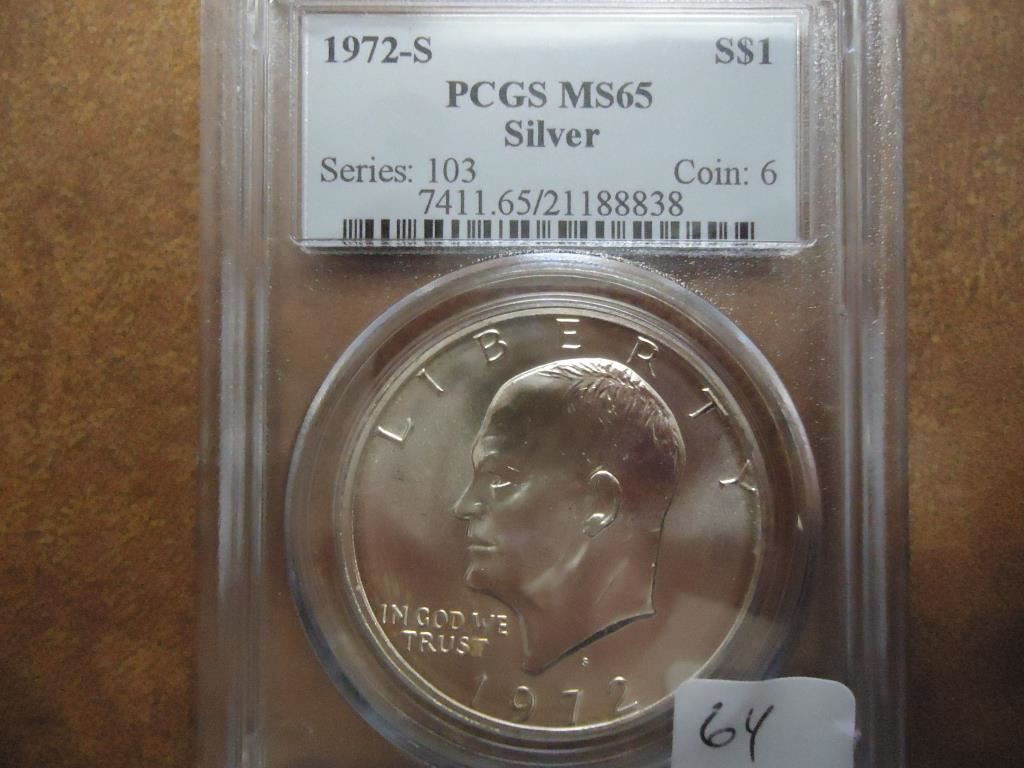 1972-S S$1
PCGS MS65
Silver
Series: 103 Coin: 6
7411.65/21188838
LIBERTY
IN GOD WE
TRUST
S
1972
64